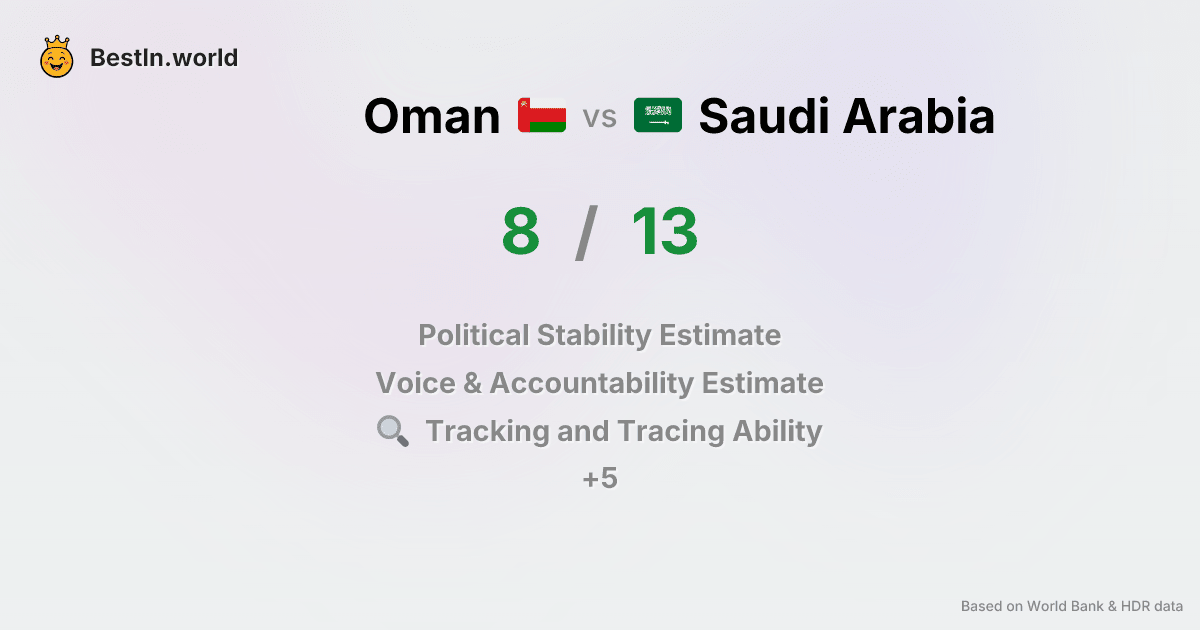 BestIn.world
Oman vs Saudi Arabia
8 / 13
Political Stability Estimate
Voice & Accountability Estimate
Tracking and Tracing Ability
+5
Based on World Bank & HDR data